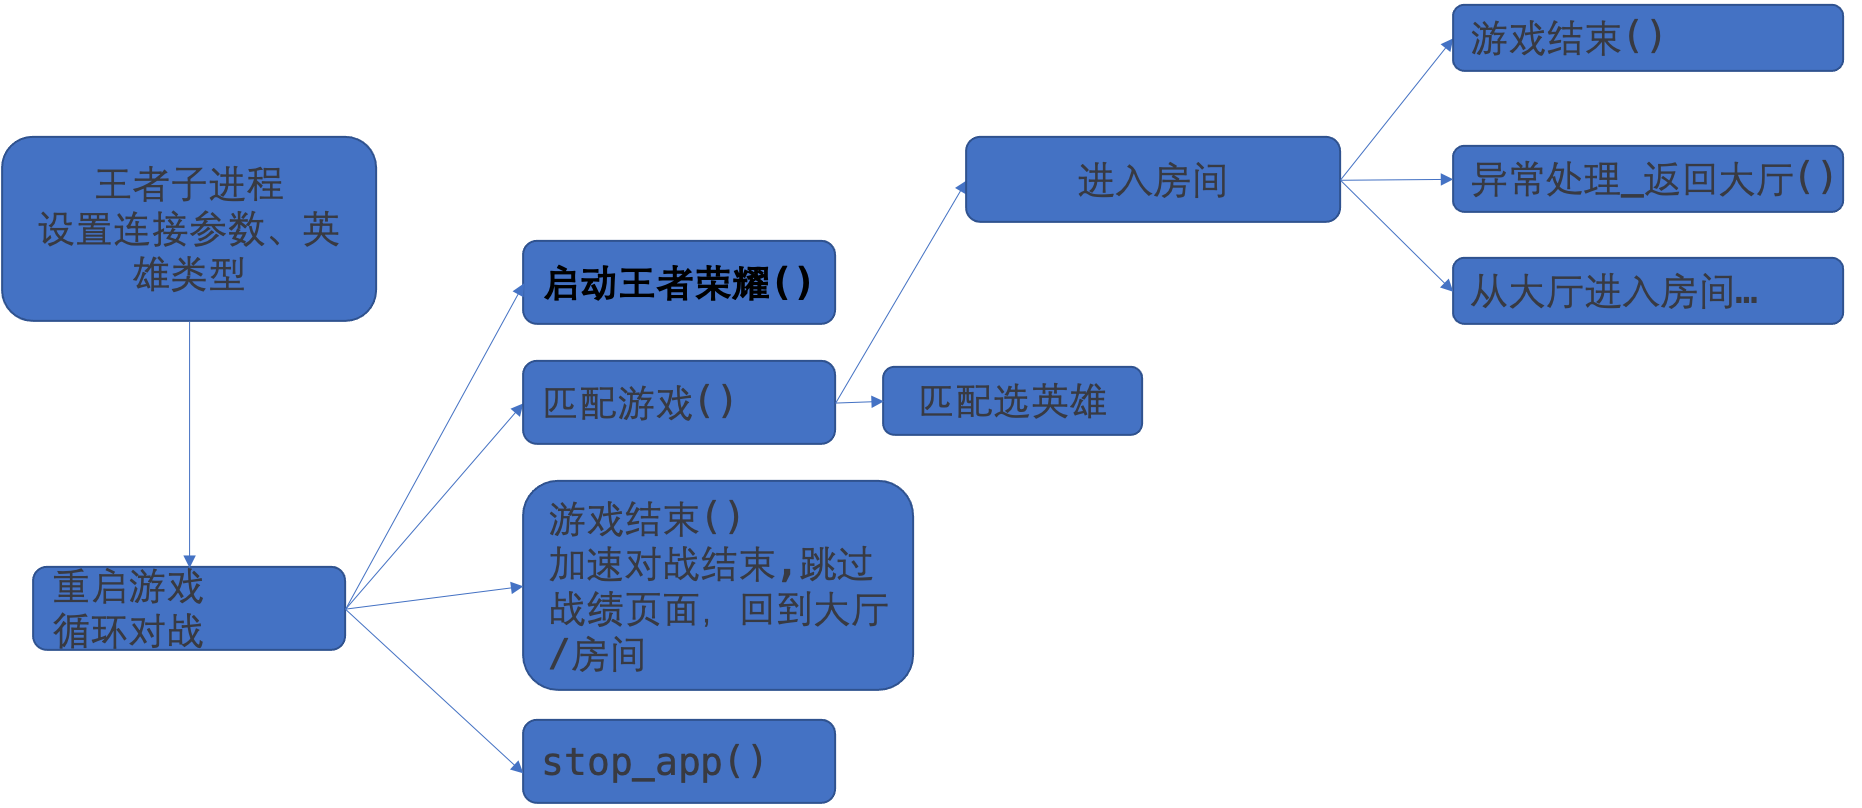 王者子进程
设置连接参数、英
雄类型
重启游戏
循环对战
启动王者荣耀()
匹配游戏()
游戏结束()
加速对战结束,跳过
战绩页面，回到大厅
/房间
stop_app()
进入房间
匹配选英雄
游戏结束()
异常处理_返回大厅()
从大厅进入房间…